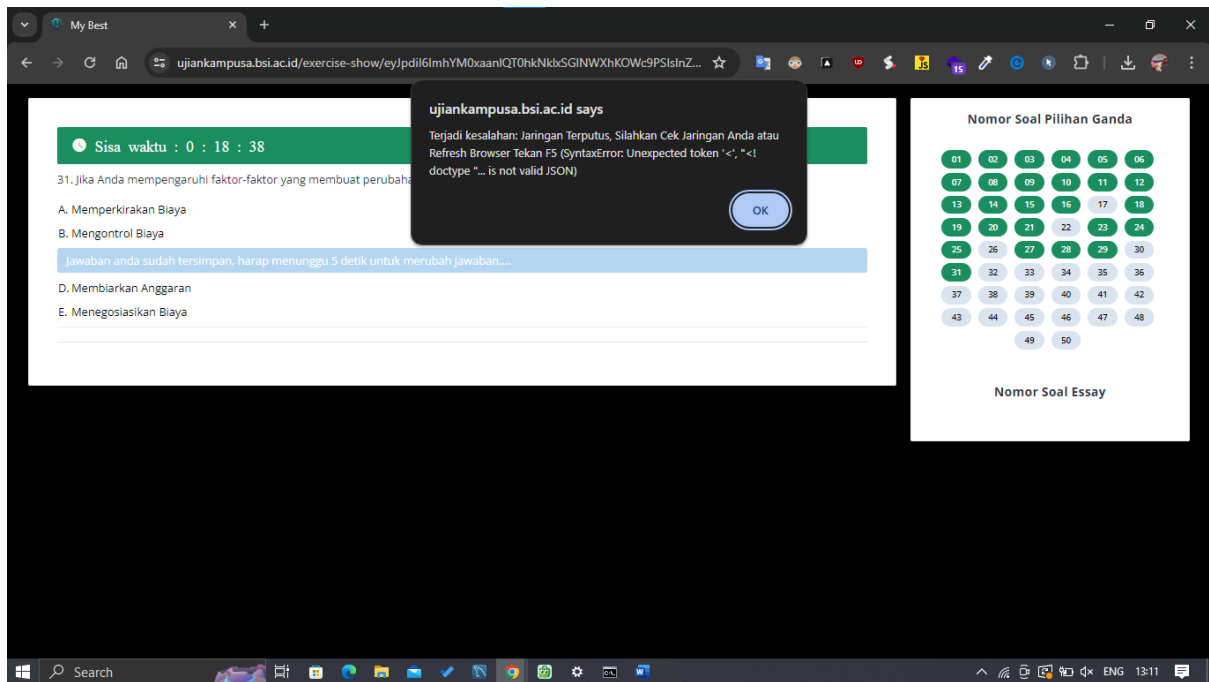 My Best
ujiankampusa.bsi.ac.id/exercise-show/eyJpdiI6ImhYM0xaanlQT0hkNklxSGlNWXhKOWc9PSIsInZ...
JS
15
ujiankampusa.bsi.ac.id says
Terjadi kesalahan: Jaringan Terputus, Silahkan Cek Jaringan Anda atau
Refresh Browser Tekan F5 (SyntaxError: Unexpected token '<', "<!
doctype "... is not valid JSON)
OK
Sisa waktu : 0 : 18 : 38
31. Jika Anda mempengaruhi faktor-faktor yang membuat
A. Memperkirakan Biaya
B. Mengontrol Biaya
Jawaban anda sudah tersimpan, harap menunggu 5 detik untuk merubah jawaban....
D. Membiarkan Anggaran
E. Menegosiasikan Biaya
Nomor Soal Pilihan Ganda
01 02 03 04 05 06
07 08 09 10 11 12
13 14 15 16 17 18
19 20 21 22 23 24
25 26 27 28 29 30
31 32 33 34 35 36
37 38 39 40 41 42
43 44 45 46 47 48
49 50
Nomor Soal Essay
Search
ENG 13:11